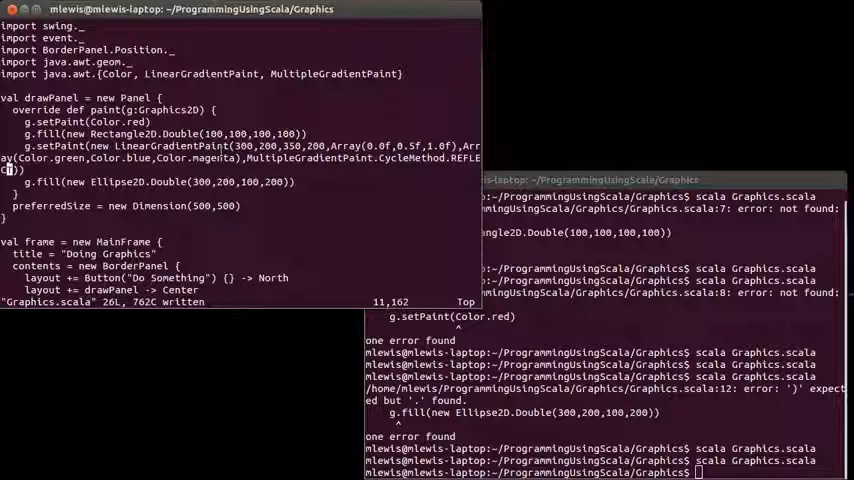 mlewis@mlewis-laptop: ~/ProgrammingUsingScala/Graphics
import swing._
import event._
import BorderPanel.Position._
import java.awt.geom._
import java.awt.{Color, LinearGradientPaint, MultipleGradientPaint}
val drawPanel = new Panel {
override def paint(g:Graphics2D) {
g.setPaint(Color.red)
g.fill(new Rectangle2D.Double(100,100,100,100))
g.setPaint(new LinearGradientPaint(300,200,350,200,Array(0.0f,0.5f,1.0f),Arr
ay(Color.green,Color.blue,Color.magenta),MultipleGradientPaint.CycleMethod.REFLE
CT))
g.fill(new Ellipse2D.Double(300,200,100,200))
}
preferredSize = new Dimension(500,500)
}
val frame = new MainFrame {
title = "Doing Graphics"
contents = new BorderPanel {
layout += Button("Do Something") {} -> North
layout += drawPanel -> Center
"Graphics.scala" 26L, 762C written 11,162 Top
is-laptop: ~/ProgrammingUsingScala/Graphics
:~/ProgrammingUsingScala/Graphics$ scala Graphics.scala
ngUsingScala/Graphics/Graphics.scala:7: error: not found:
angle2D.Double(100,100,100,100))
:~/ProgrammingUsingScala/Graphics$ scala Graphics.scala
:~/ProgrammingUsingScala/Graphics$ scala Graphics.scala
ngUsingScala/Graphics/Graphics.scala:8: error: not found:
g.setPaint(Color.red)
^
one error found
mlewis@mlewis-laptop:~/ProgrammingUsingScala/Graphics$ scala Graphics.scala
mlewis@mlewis-laptop:~/ProgrammingUsingScala/Graphics$ scala Graphics.scala
mlewis@mlewis-laptop:~/ProgrammingUsingScala/Graphics$ scala Graphics.scala
/home/mlewis/ProgrammingUsingScala/Graphics/Graphics.scala:12: error: ')' expect
ed but '.' found.
g.fill(new Ellipse2D.Double(300,200,100,200))
^
one error found
mlewis@mlewis-laptop:~/ProgrammingUsingScala/Graphics$ scala Graphics.scala
mlewis@mlewis-laptop:~/ProgrammingUsingScala/Graphics$ scala Graphics.scala
mlewis@mlewis-laptop:~/ProgrammingUsingScala/Graphics$